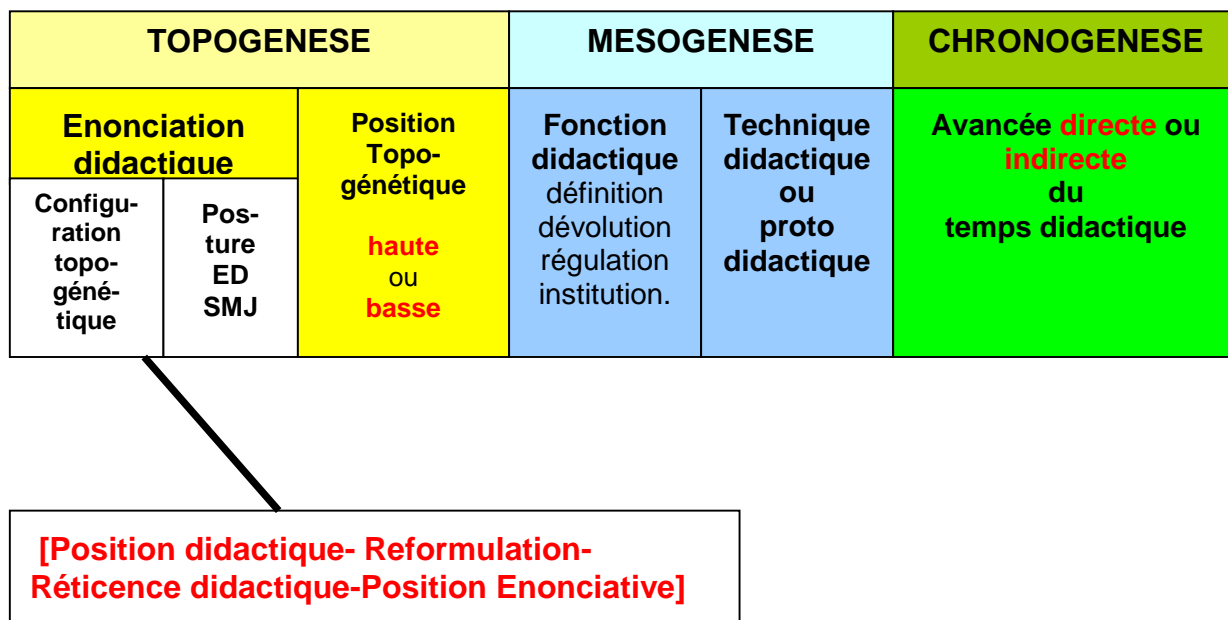 TOPOGENESE
MESOGENESE
CHRONOGENESE
Enonciation
didactique
Configu-
ration
topo-
géné-
tique
Pos-
ture
ED
SMJ
Position
Topo-
génétique
haute
ou
basse
Fonction
didactique
définition
dévolution
régulation
institution.
Technique
didactique
ou
proto
didactique
Avancée directe ou
indirecte
du
temps didactique
[Position didactique- Reformulation-
Réticence didactique-Position Enonciative]